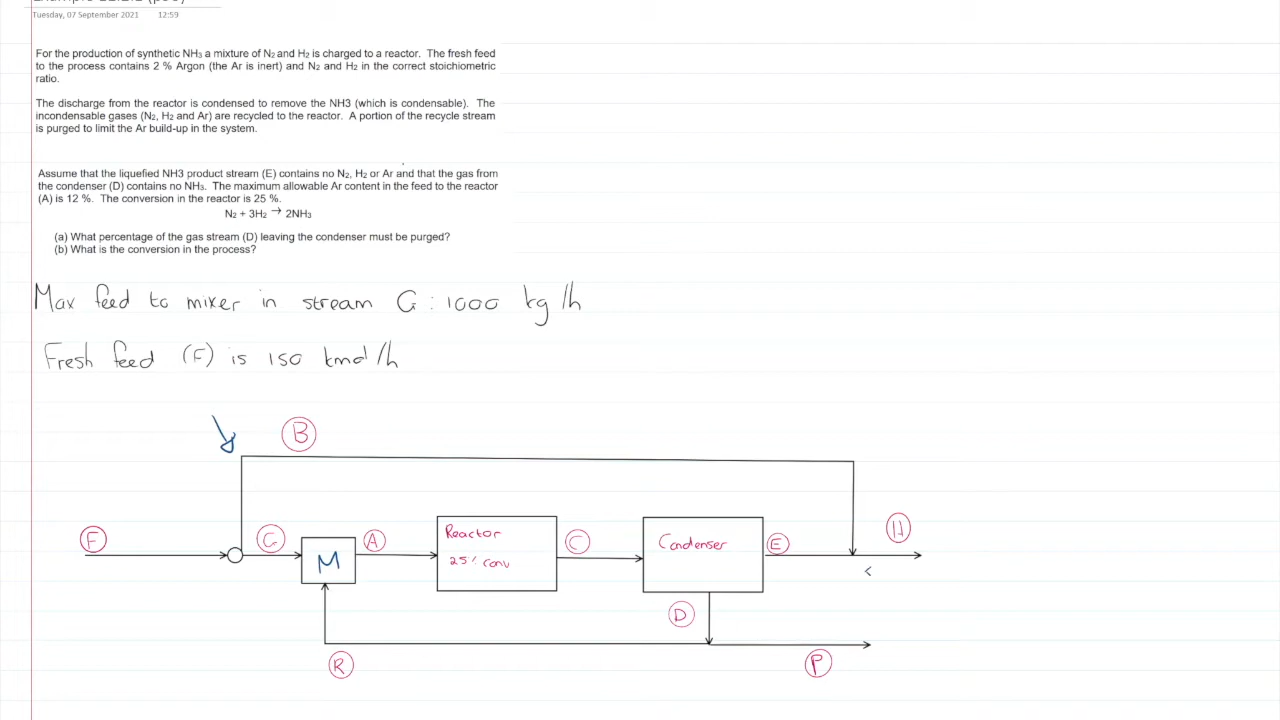 Tuesday, 07 September 2021 12:59
For the production of synthetic NH₃ a mixture of N₂ and H₂ is charged to a reactor. The fresh feed
to the process contains 2 % Argon (the Ar is inert) and N₂ and H₂ in the correct stoichiometric
ratio.
The discharge from the reactor is condensed to remove the NH3 (which is condensable). The
incondensable gases (N₂, H₂ and Ar) are recycled to the reactor. A portion of the recycle stream
is purged to limit the Ar build-up in the system.
Assume that the liquefied NH3 product stream (E) contains no N₂, H₂ or Ar and that the gas from
the condenser (D) contains no NH₃. The maximum allowable Ar content in the feed to the reactor
(A) is 12 %. The conversion in the reactor is 25 %.
N₂ + 3H₂ → 2NH₃
(a) What percentage of the gas stream (D) leaving the condenser must be purged?
(b) What is the conversion in the process?
Max feed to mixer in stream G : 1000 kg/h
Fresh feed (F) is 150 kmol/h
B
F
G
M
A
Reactor
25% conv
C
Condenser
E
H
D
R
P